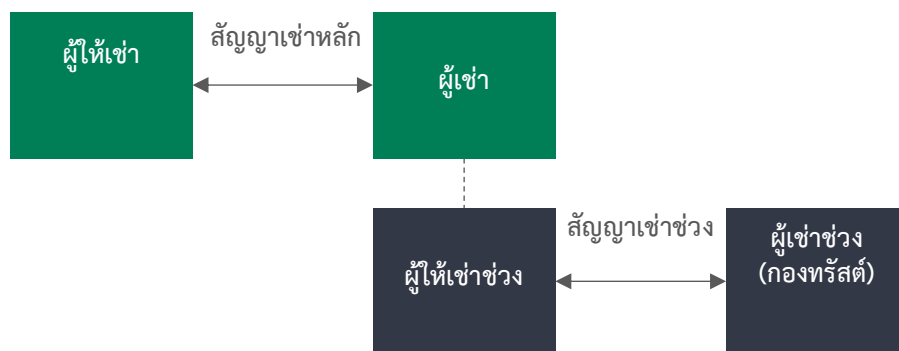 ผู้ให้เช่า
สัญญาเช่าหลัก
ผู้เช่า
ผู้ให้เช่าช่วง
สัญญาเช่าช่วง
ผู้เช่าช่วง
(กองทรัสต์)